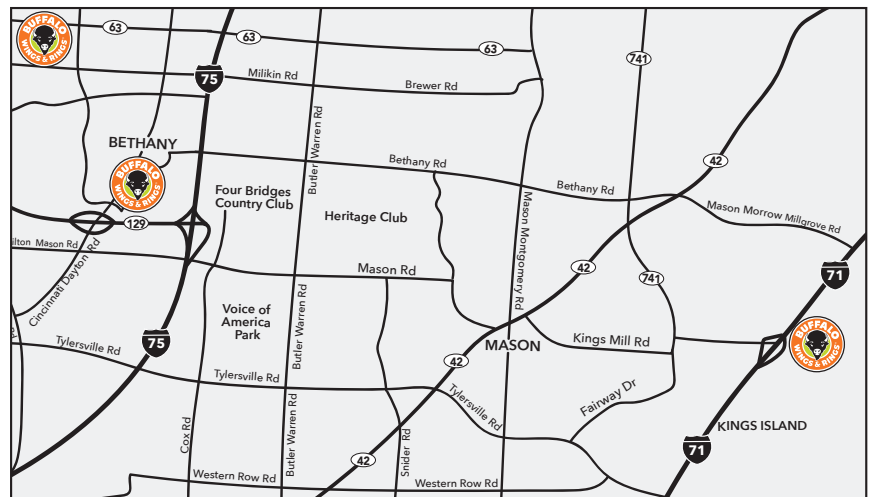 BUFFALO
WINGS & RINGS
63
63
63
741
75
Milikin Rd
Brewer Rd
Butler Warren Rd
BETHANY
42
Bethany Rd
Bethany Rd
BUFFALO
WINGS & RINGS
Four Bridges
Country Club
Heritage Club
Mason Montgomery Rd
Mason Morrow Millgrove Rd
129
ilton Mason Rd
Cincinnati Dayton Rd
Mason Rd
42
741
71
Voice of
America
Park
Butler Warren Rd
Rd
Tylersville Rd
75
MASON
Kings Mill Rd
BUFFALO
WINGS & RINGS
42
Tylersville Rd
Tylersville Rd
Fairway Dr
Cox Rd
Butler Warren Rd
Snider Rd
KINGS ISLAND
71
42
Western Row Rd
Western Row Rd